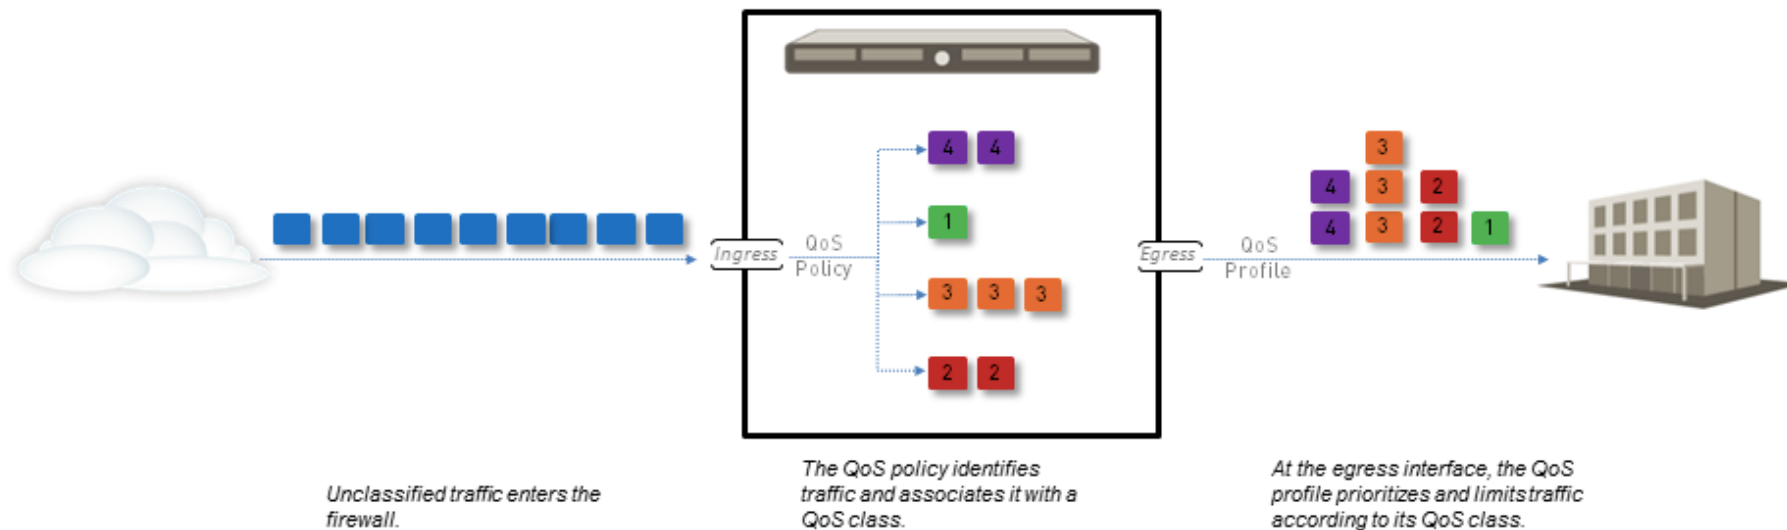 4 4
1
Ingress
QoS
Policy
3 3 3
2 2
Egress
QoS
Profile
3
4 3 2
4 3 2 1
Unclassified traffic enters the
firewall.
The QoS policy identifies
traffic and associates it with a
QoS class.
At the egress interface, the QoS
profile prioritizes and limits traffic
according to its QoS class.